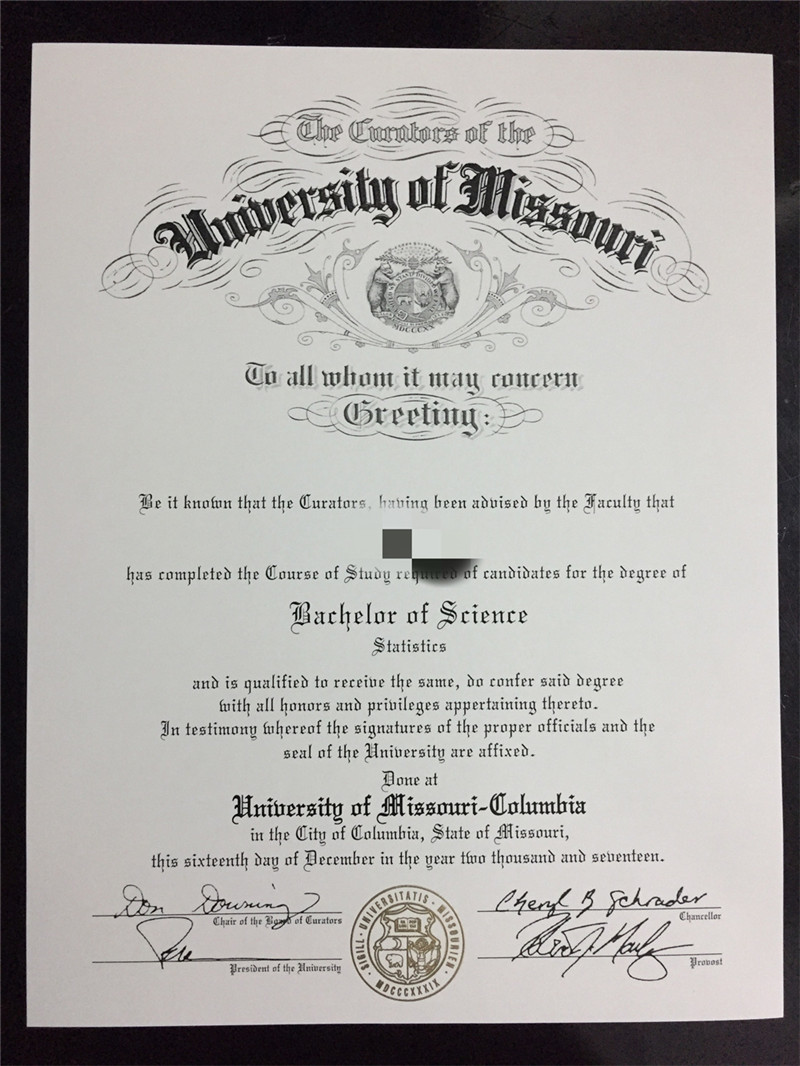 The Curators of the
University of Missouri
MDCCCXX
To all whom it may concern
Greeting:
Be it known that the Curators, having been advised by the Faculty that
has completed the Course of Study required of candidates for the degree of
Bachelor of Science
Statistics
and is qualified to receive the same, do confer said degree
with all honors and privileges appertaining thereto.
In testimony whereof the signatures of the proper officials and the
seal of the University are affixed.
Done at
University of Missouri-Columbia
in the City of Columbia, State of Missouri,
this sixteenth day of December in the year two thousand and seventeen.
Don Downing
Chair of the Board of Curators
President of the University
SIGILL · UNIVERSITATIS · MISSOURIEN ·
MDCCCXXXIX
Cheryl B Schrader
Chancellor
Provost